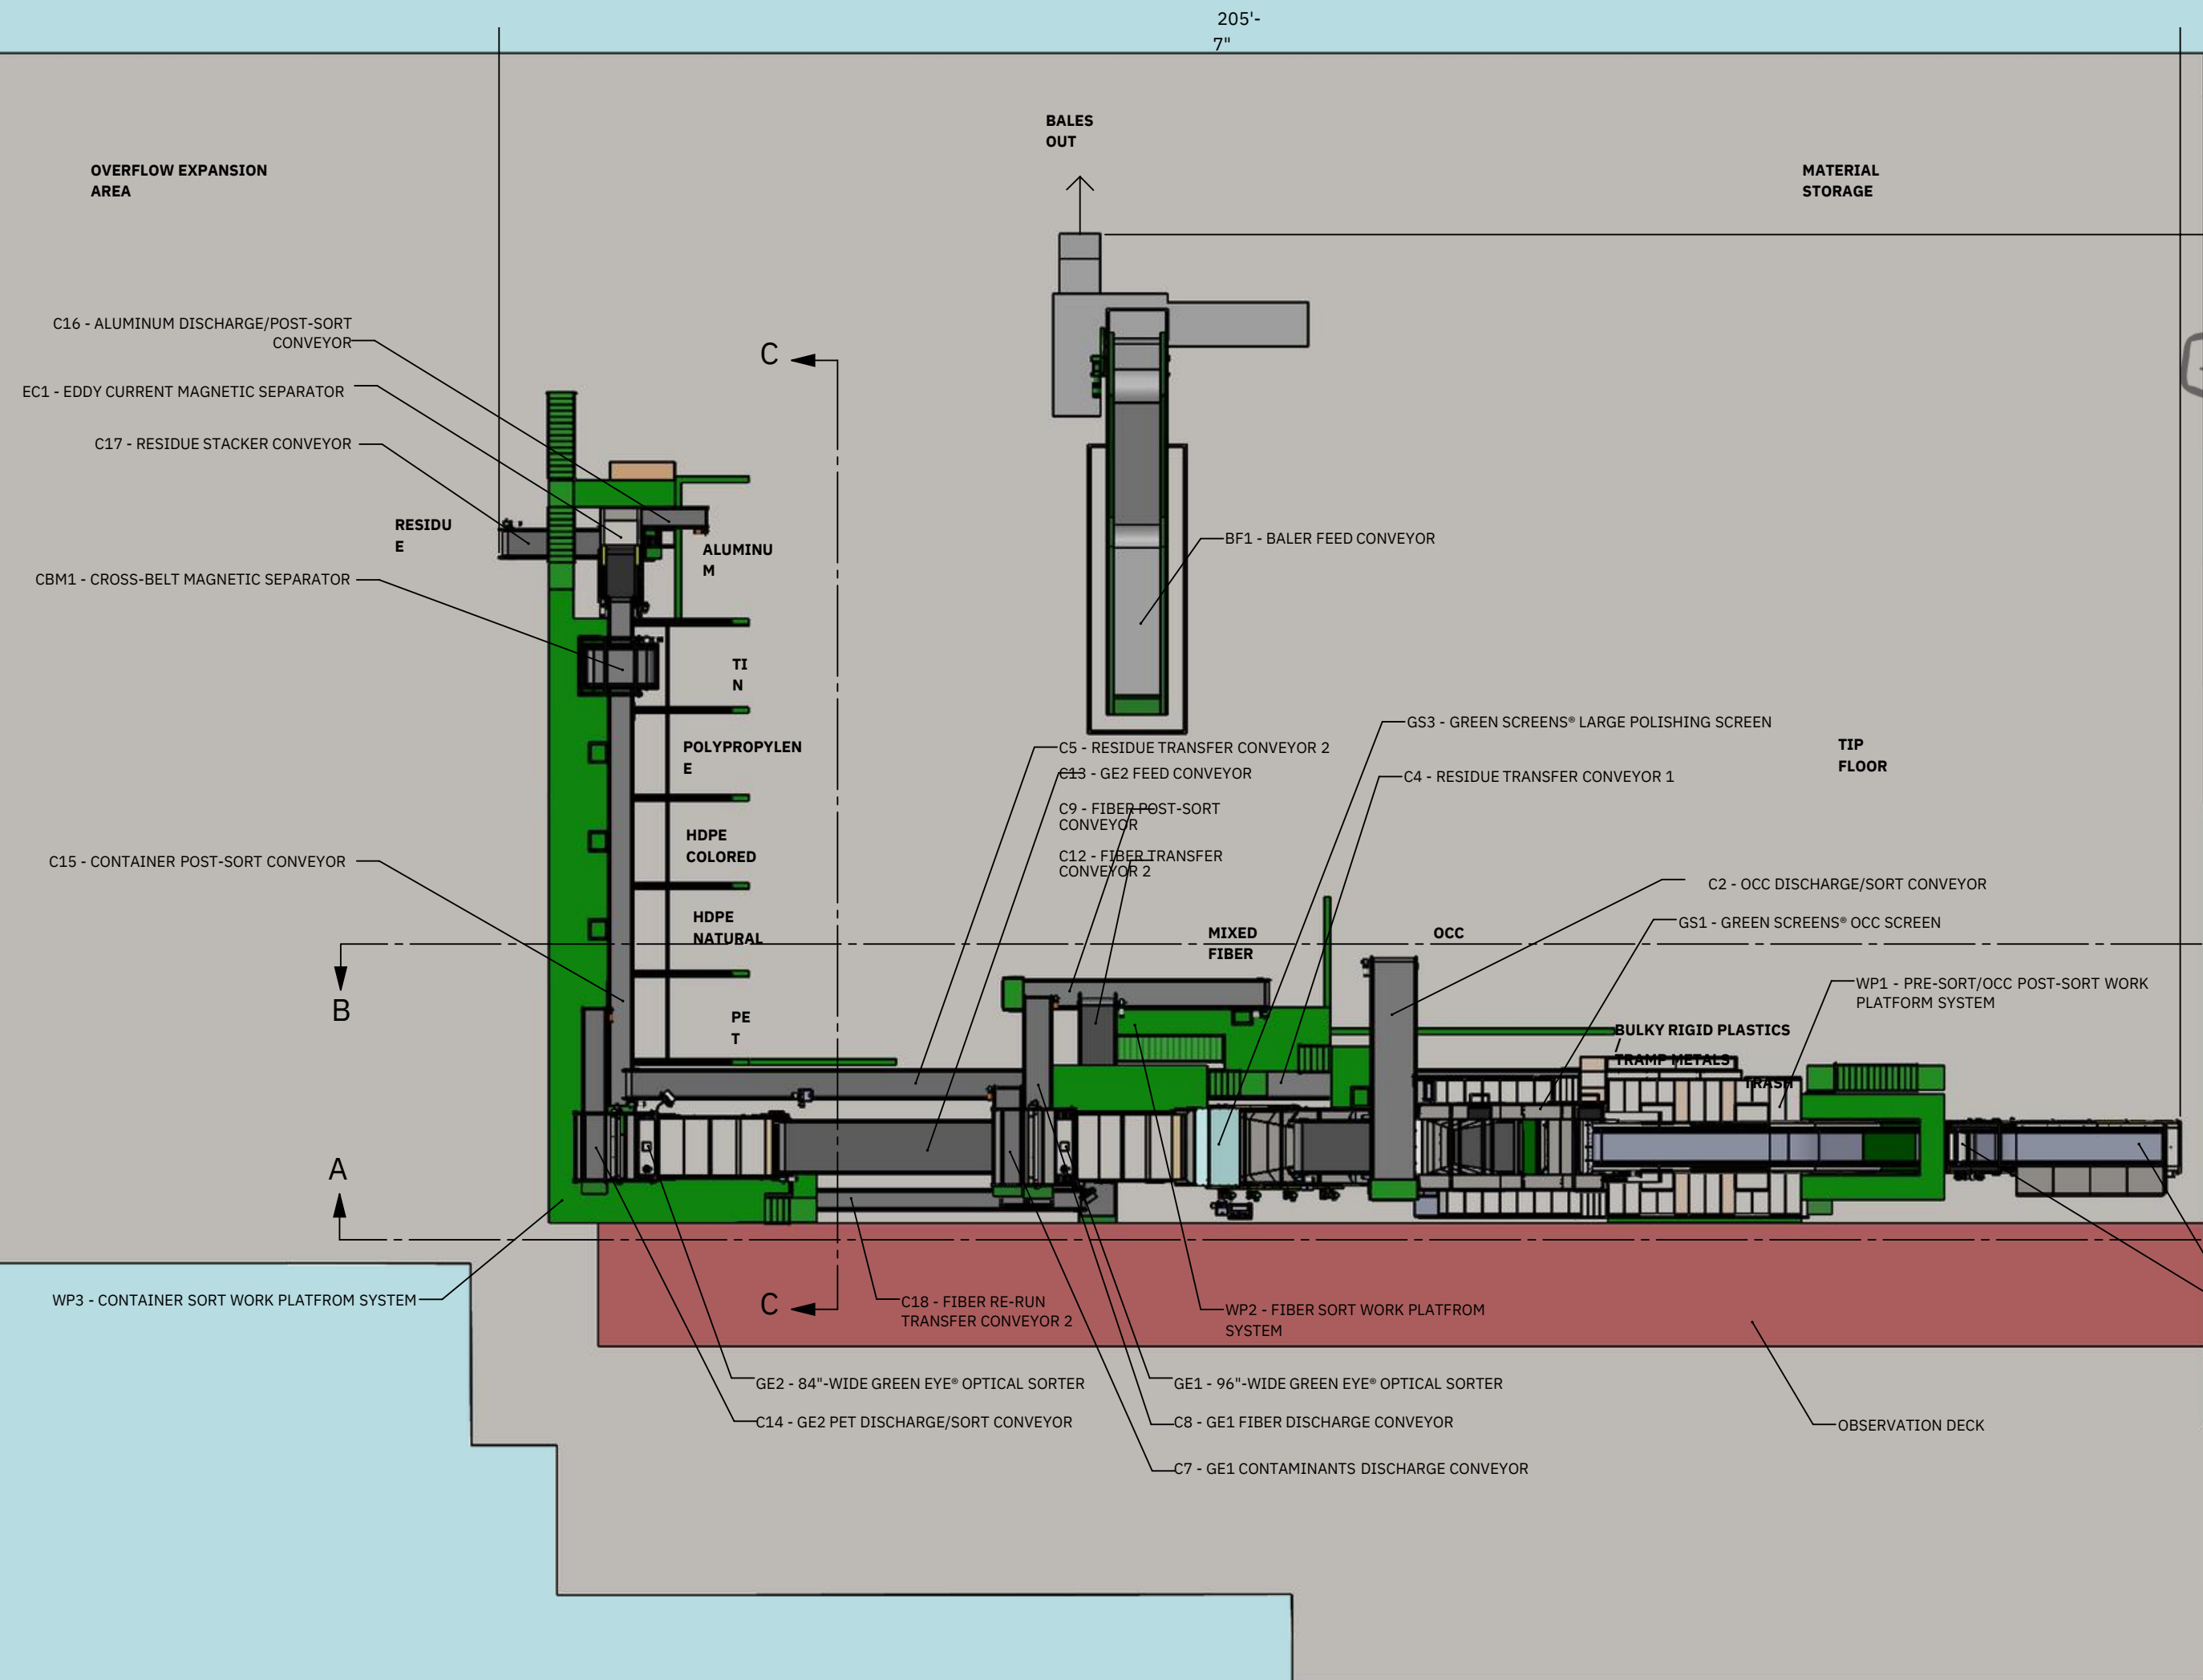 205'-
7"
BALES
OUT
OVERFLOW EXPANSION
AREA
MATERIAL
STORAGE
C16 - ALUMINUM DISCHARGE/POST-SORT
CONVEYOR
C
EC1 - EDDY CURRENT MAGNETIC SEPARATOR
C17 - RESIDUE STACKER CONVEYOR
RESIDU
E
ALUMINU
M
BF1 - BALER FEED CONVEYOR
CBM1 - CROSS-BELT MAGNETIC SEPARATOR
TI
N
GS3 - GREEN SCREENS® LARGE POLISHING SCREEN
POLYPROPYLEN
E
C5 - RESIDUE TRANSFER CONVEYOR 2
TIP
FLOOR
C13 - GE2 FEED CONVEYOR
C4 - RESIDUE TRANSFER CONVEYOR 1
C9 - FIBER POST-SORT
CONVEYOR
HDPE
COLORED
C15 - CONTAINER POST-SORT CONVEYOR
C12 - FIBER TRANSFER
CONVEYOR 2
C2 - OCC DISCHARGE/SORT CONVEYOR
HDPE
NATURAL
MIXED
FIBER
OCC
GS1 - GREEN SCREENS® OCC SCREEN
B
WP1 - PRE-SORT/OCC POST-SORT WORK
PLATFORM SYSTEM
PE
T
BULKY RIGID PLASTICS
/
TRAMP METALS
TRASH
A
WP3 - CONTAINER SORT WORK PLATFROM SYSTEM
C
C18 - FIBER RE-RUN
TRANSFER CONVEYOR 2
WP2 - FIBER SORT WORK PLATFROM
SYSTEM
GE2 - 84"-WIDE GREEN EYE® OPTICAL SORTER
GE1 - 96"-WIDE GREEN EYE® OPTICAL SORTER
C14 - GE2 PET DISCHARGE/SORT CONVEYOR
C8 - GE1 FIBER DISCHARGE CONVEYOR
OBSERVATION DECK
C7 - GE1 CONTAMINANTS DISCHARGE CONVEYOR